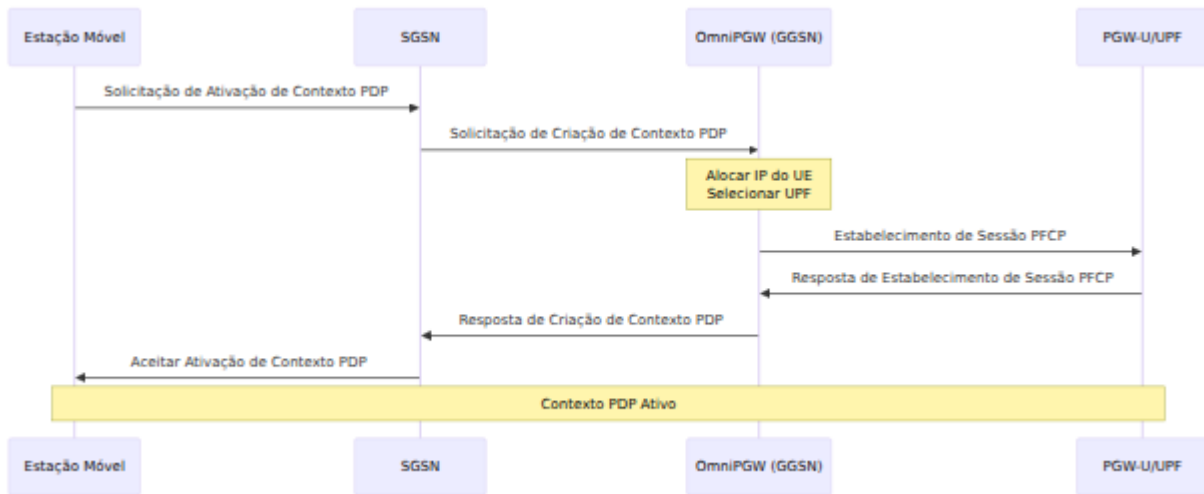 Estação Móvel
SGSN
OmniPGW (GGSN)
PGW-U/UPF
Solicitação de Ativação de Contexto PDP
Solicitação de Criação de Contexto PDP
Alocar IP do UE
Selecionar UPF
Estabelecimento de Sessão PFCP
Resposta de Estabelecimento de Sessão PFCP
Resposta de Criação de Contexto PDP
Aceitar Ativação de Contexto PDP
Contexto PDP Ativo
Estação Móvel
SGSN
OmniPGW (GGSN)
PGW-U/UPF